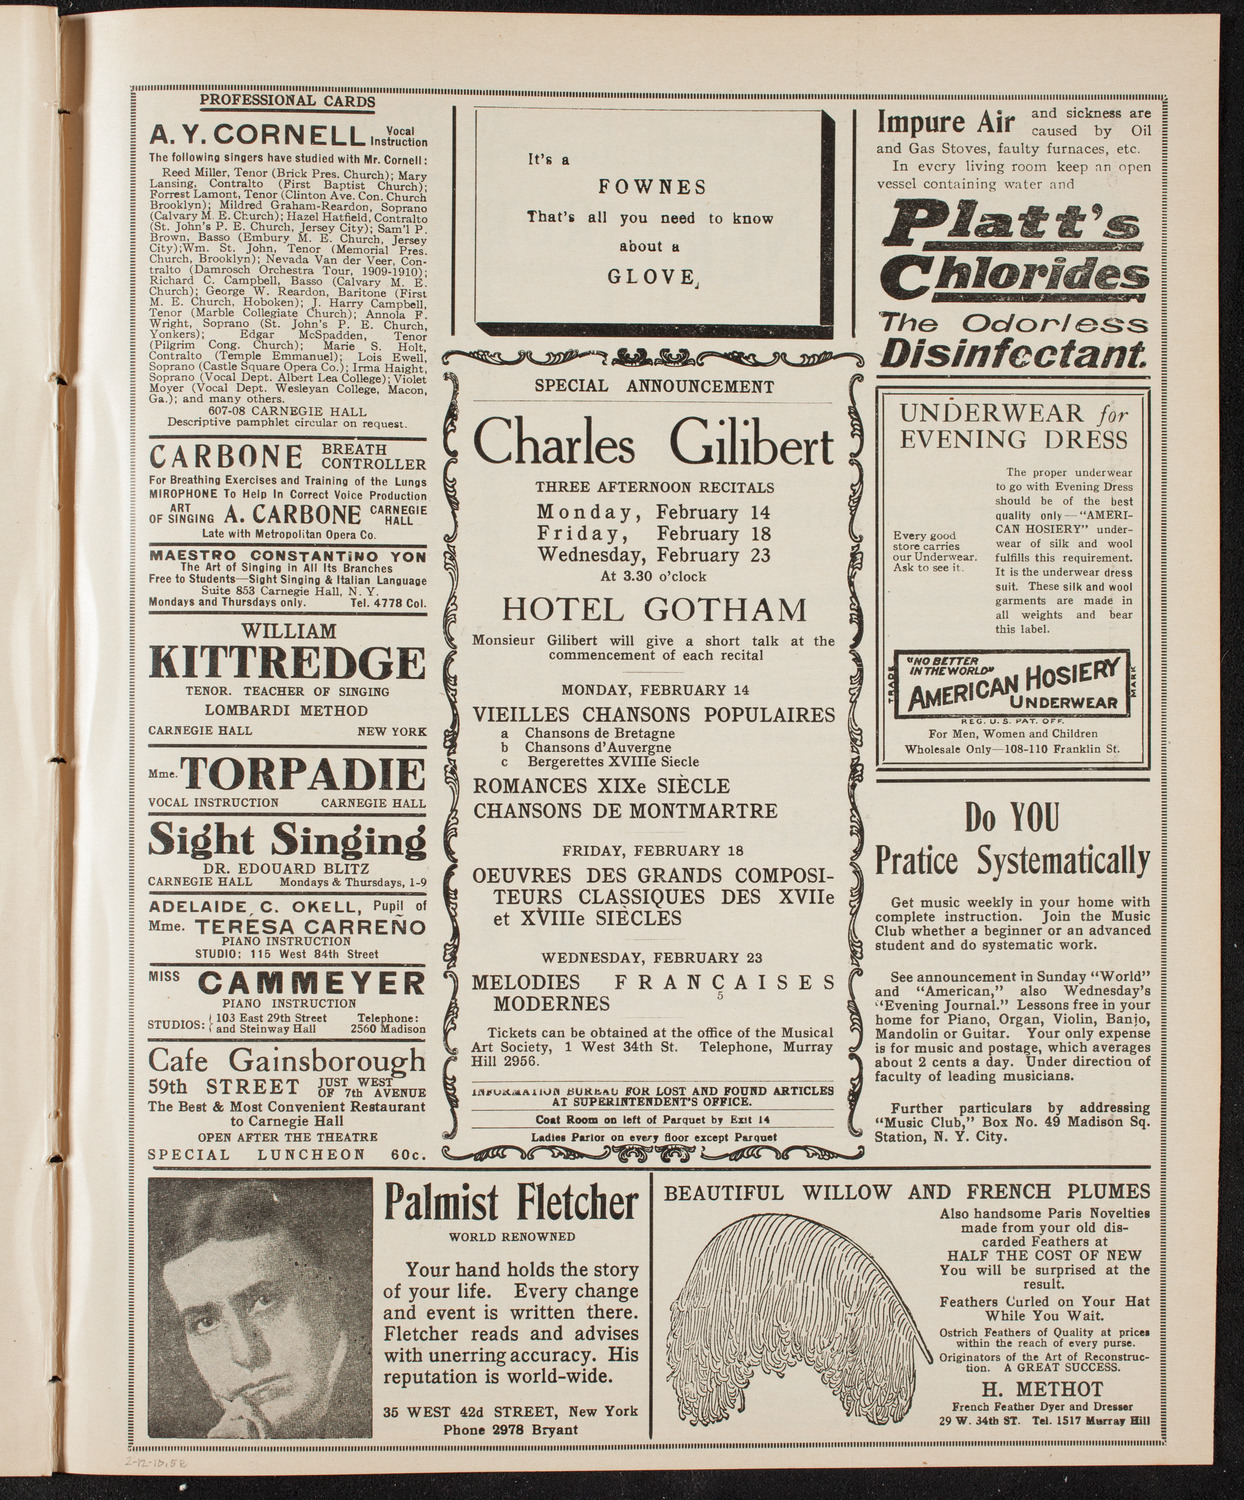 PROFESSIONAL CARDS
A. Y. CORNELL Vocal Instruction
The following singers have studied with Mr. Cornell:
Reed Miller, Tenor (Brick Pres. Church); Mary
Lansing, Contralto (First Baptist Church);
Forrest Lamont, Tenor (Clinton Ave. Con. Church
Brooklyn); Mildred Graham-Reardon, Soprano
(Calvary M. E. Church); Hazel Hatfield, Contralto
(St. John's P. E. Church, Jersey City); Sam'l P.
Brown, Basso (Embury M. E. Church, Jersey
City);Wm. St. John, Tenor (Memorial Pres.
Church, Brooklyn); Nevada Van der Veer, Con-
tralto (Damrosch Orchestra Tour, 1909-1910);
Richard C. Campbell, Basso (Calvary M. E.
Church); George W. Reardon, Baritone (First
M. E. Church, Hoboken); J. Harry Campbell,
Tenor (Marble Collegiate Church); Annola F.
Wright, Soprano (St. John's P. E. Church,
Yonkers); Edgar McSpadden, Tenor
(Pilgrim Cong. Church); Marie S. Holt,
Contralto (Temple Emmanuel); Lois Ewell,
Soprano (Castle Square Opera Co.); Irma Haight,
Soprano (Vocal Dept. Albert Lea College); Violet
Moyer (Vocal Dept. Wesleyan College, Macon,
Ga.); and many others.
607-08 CARNEGIE HALL
Descriptive pamphlet circular on request.
CARBONE BREATH CONTROLLER
For Breathing Exercises and Training of the Lungs
MIROPHONE To Help In Correct Voice Production
ART OF SINGING A. CARBONE CARNEGIE HALL
Late with Metropolitan Opera Co.
MAESTRO CONSTANTINO YON
The Art of Singing in All Its Branches
Free to Students—Sight Singing & Italian Language
Suite 853 Carnegie Hall, N. Y.
Mondays and Thursdays only. Tel. 4778 Col.
WILLIAM
KITTREDGE
TENOR. TEACHER OF SINGING
LOMBARDI METHOD
CARNEGIE HALL NEW YORK
Mme. TORPADIE
VOCAL INSTRUCTION CARNEGIE HALL
Sight Singing
DR. EDOUARD BLITZ
CARNEGIE HALL Mondays & Thursdays, 1-9
ADELAIDE C. OKELL, Pupil of
Mme. TERESA CARREÑO
PIANO INSTRUCTION
STUDIO; 115 West 84th Street
MISS CAMMEYER
PIANO INSTRUCTION
STUDIOS: { 103 East 29th Street Telephone:
and Steinway Hall 2560 Madison
Cafe Gainsborough
59th STREET JUST WEST OF 7th AVENUE
The Best & Most Convenient Restaurant
to Carnegie Hall
OPEN AFTER THE THEATRE
SPECIAL LUNCHEON 60c.
It's a
FOWNES
That's all you need to know
about a
GLOVE,
SPECIAL ANNOUNCEMENT
Charles Gilibert
THREE AFTERNOON RECITALS
Monday, February 14
Friday, February 18
Wednesday, February 23
At 3.30 o'clock
HOTEL GOTHAM
Monsieur Gilibert will give a short talk at the
commencement of each recital
MONDAY, FEBRUARY 14
VIEILLES CHANSONS POPULAIRES
a Chansons de Bretagne
b Chansons d'Auvergne
c Bergerettes XVIIIe Siecle
ROMANCES XIXe SIÈCLE
CHANSONS DE MONTMARTRE
FRIDAY, FEBRUARY 18
OEUVRES DES GRANDS COMPOSI-
TEURS CLASSIQUES DES XVIIe
et XVIIIe SIÈCLES
WEDNESDAY, FEBRUARY 23
MELODIES FRANÇAISES
MODERNES
Tickets can be obtained at the office of the Musical
Art Society, 1 West 34th St. Telephone, Murray
Hill 2956.
INFORMATION BUREAU FOR LOST AND FOUND ARTICLES
AT SUPERINTENDENT'S OFFICE.
Coat Room on left of Parquet by Exit 14
Ladies Parlor on every floor except Parquet
Impure Air and sickness are
caused by Oil
and Gas Stoves, faulty furnaces, etc.
In every living room keep an open
vessel containing water and
Platt's
Chlorides
The Odorless
Disinfectant.
UNDERWEAR for
EVENING DRESS
Every good
store carries
our Underwear.
Ask to see it.
The proper underwear
to go with Evening Dress
should be of the best
quality only—"AMERI-
CAN HOSIERY" under-
wear of silk and wool
fulfills this requirement.
It is the underwear dress
suit. These silk and wool
garments are made in
all weights and bear
this label.
TRADE MARK
"NO BETTER
IN THE WORLD"
AMERICAN HOSIERY
UNDERWEAR
REG. U. S. PAT. OFF.
For Men, Women and Children
Wholesale Only—108-110 Franklin St.
Do YOU
Pratice Systematically
Get music weekly in your home with
complete instruction. Join the Music
Club whether a beginner or an advanced
student and do systematic work.
See announcement in Sunday "World"
and "American," also Wednesday's
"Evening Journal." Lessons free in your
home for Piano, Organ, Violin, Banjo,
Mandolin or Guitar. Your only expense
is for music and postage, which averages
about 2 cents a day. Under direction of
faculty of leading musicians.
Further particulars by addressing
"Music Club," Box No. 49 Madison Sq.
Station, N. Y. City.
Palmist Fletcher
WORLD RENOWNED
Your hand holds the story
of your life. Every change
and event is written there.
Fletcher reads and advises
with unerring accuracy. His
reputation is world-wide.
35 WEST 42d STREET, New York
Phone 2978 Bryant
BEAUTIFUL WILLOW AND FRENCH PLUMES
Also handsome Paris Novelties
made from your old dis-
carded Feathers at
HALF THE COST OF NEW
You will be surprised at the
result.
Feathers Curled on Your Hat
While You Wait.
Ostrich Feathers of Quality at prices
within the reach of every purse.
Originators of the Art of Reconstruc-
tion. A GREAT SUCCESS.
H. METHOT
French Feather Dyer and Dresser
29 W. 34th ST. Tel. 1517 Murray Hill